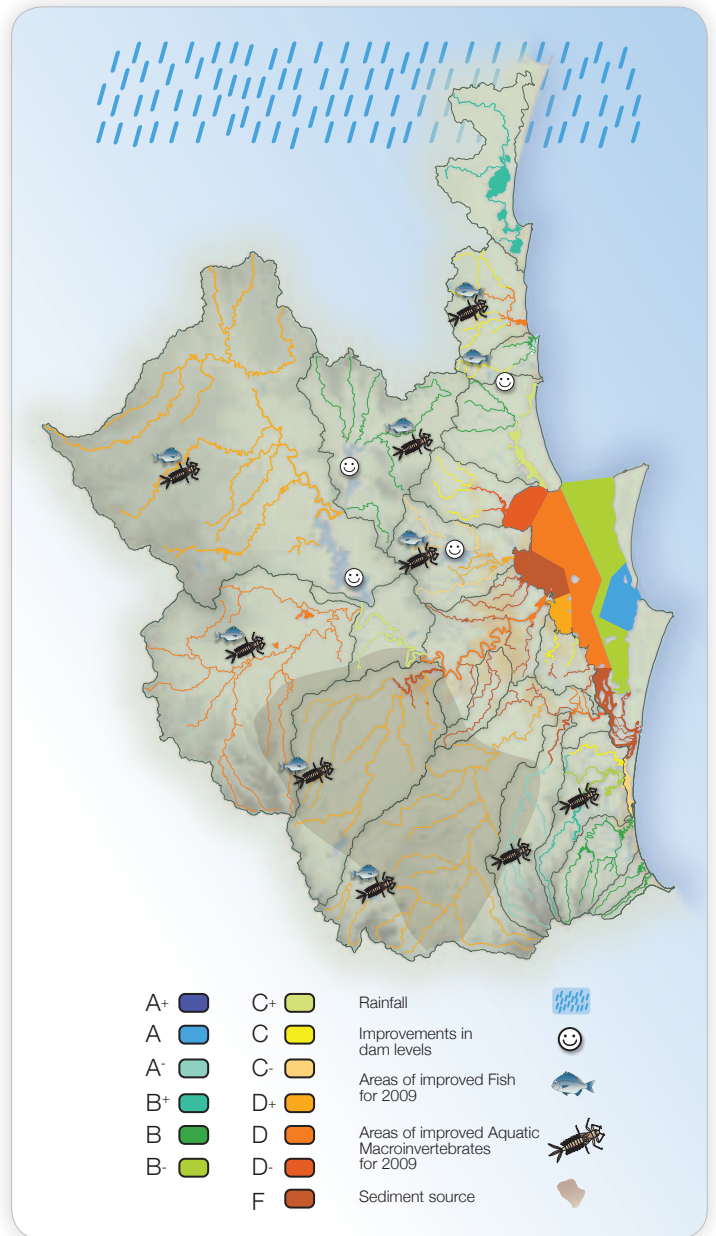 A+
A
A-
B+
B
B-
C+
C
C-
D+
D
D-
F
Rainfall
Improvements in
dam levels
Areas of improved Fish
for 2009
Areas of improved Aquatic
Macroinvertebrates
for 2009
Sediment source